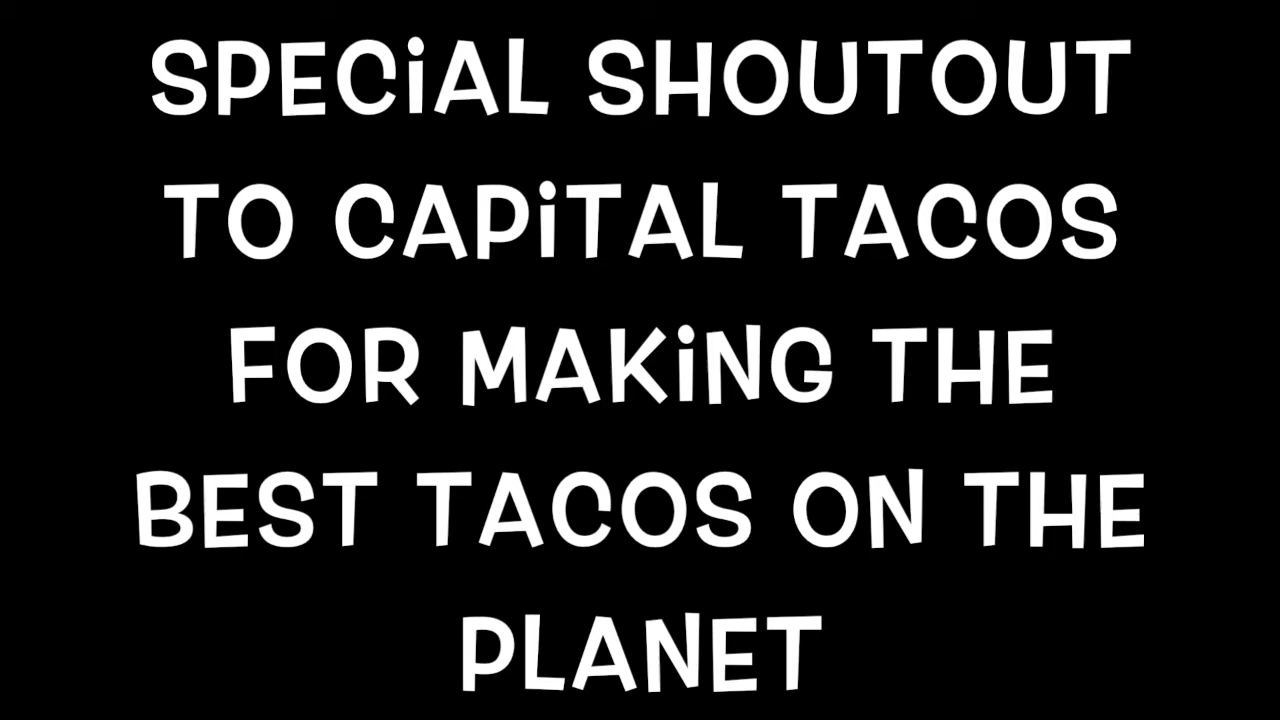 SPECiAL SHOUTOUT
TO CAPiTAL TACOS
FOR MAKiNG THE
BEST TACOS ON THE
PLANET